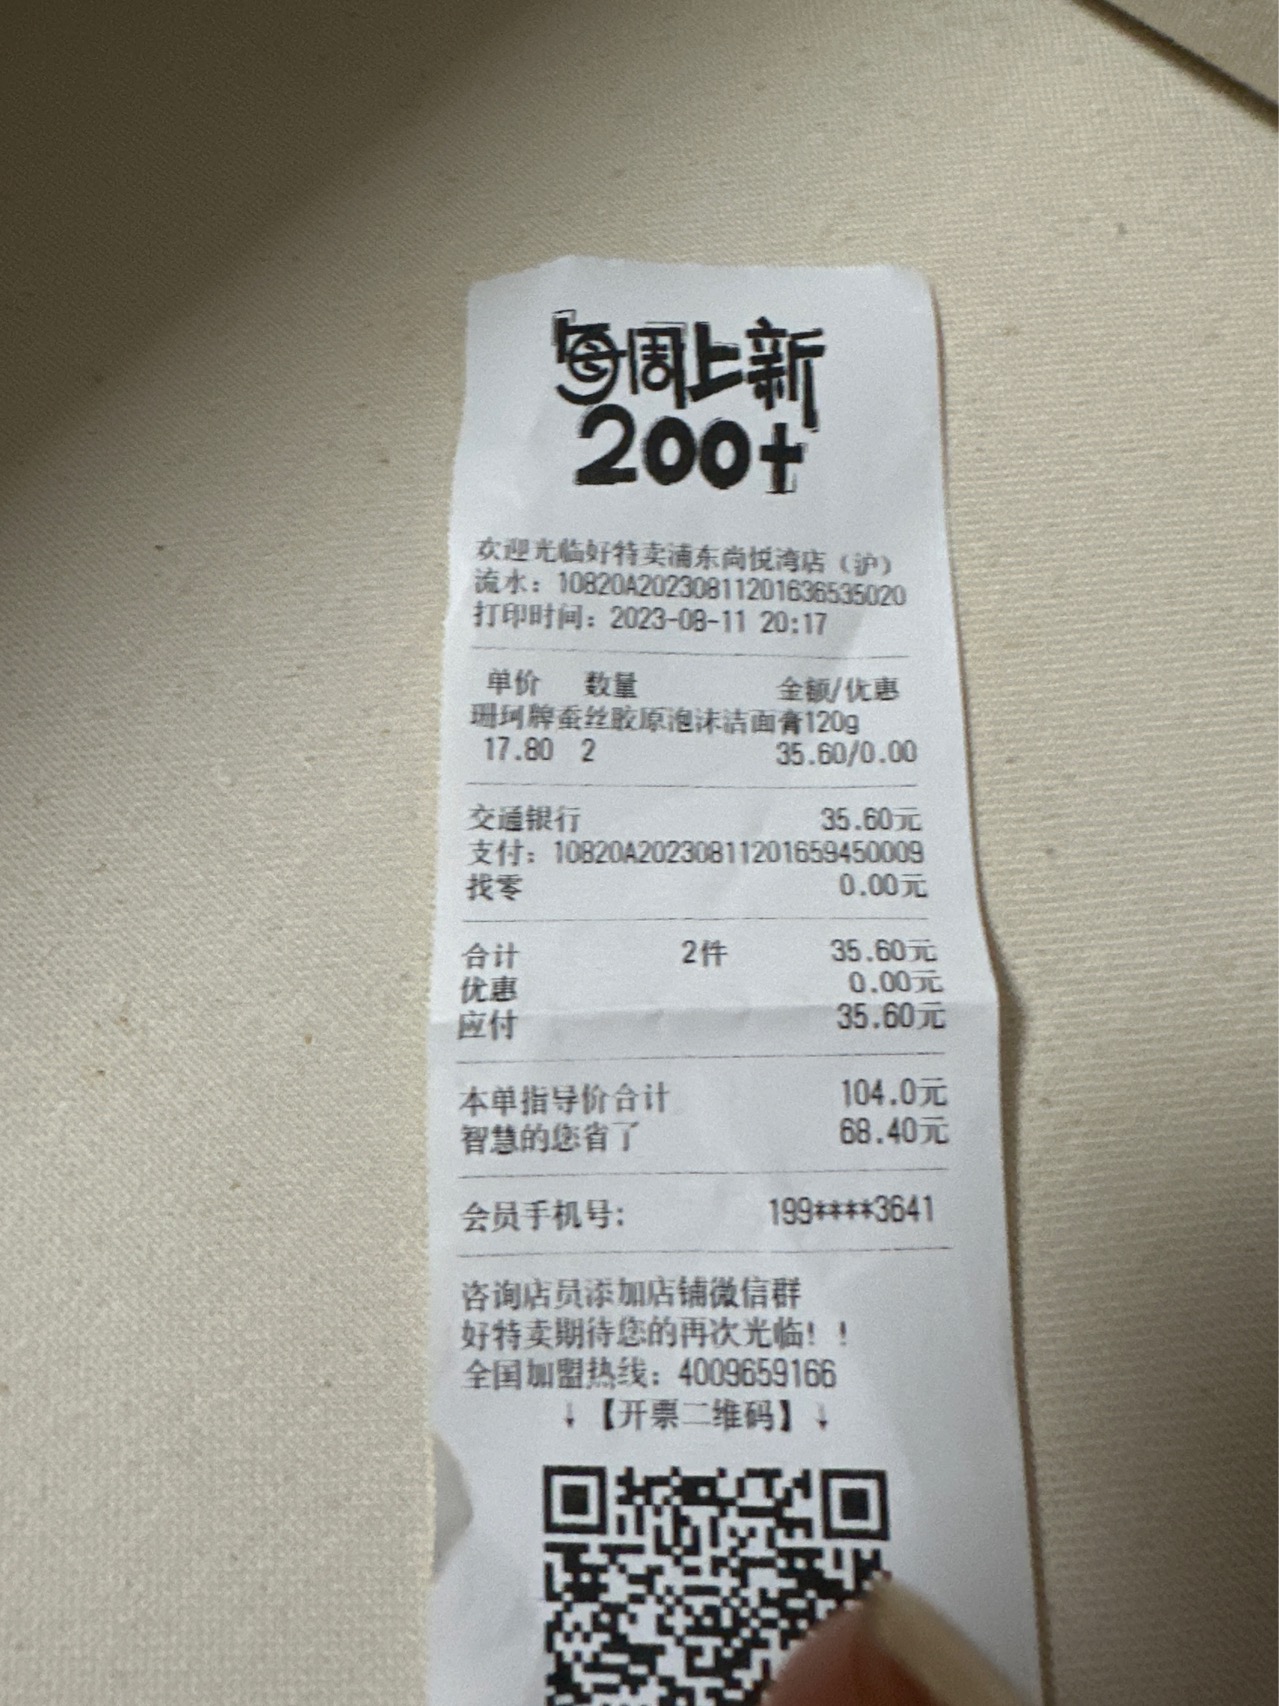 每周上新
200+
欢迎光临好特卖浦东尚悦湾店（沪）
流水：10820A20230811201636535020
打印时间：2023-08-11 20:17
单价 数量 金额/优惠
珊珂牌蚕丝胶原泡沫洁面膏120g
17.80 2 35.60/0.00
交通银行 35.60元
支付：10820A20230811201659450009
找零 0.00元
合计 2件 35.60元
优惠 0.00元
应付 35.60元
本单指导价合计 104.0元
智慧的您省了 68.40元
会员手机号: 199****3641
咨询店员添加店铺微信群
好特卖期待您的再次光临！！
全国加盟热线：4009659166
↓【开票二维码】↓